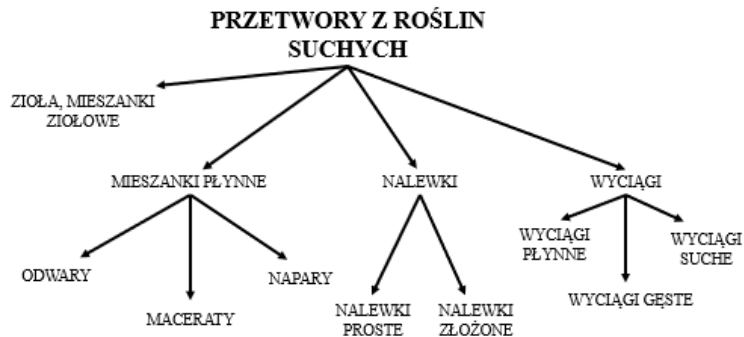 PRZETWORY Z ROŚLIN
SUCHYCH
ZIOŁA, MIESZANKI
ZIOŁOWE
MIESZANKI PŁYNNE
NALEWKI
WYCIĄGI
ODWARY
MACERATY
NAPARY
NALEWKI
PROSTE
NALEWKI
ZŁOŻONE
WYCIĄGI
PŁYNNE
WYCIĄGI GĘSTE
WYCIĄGI
SUCHE